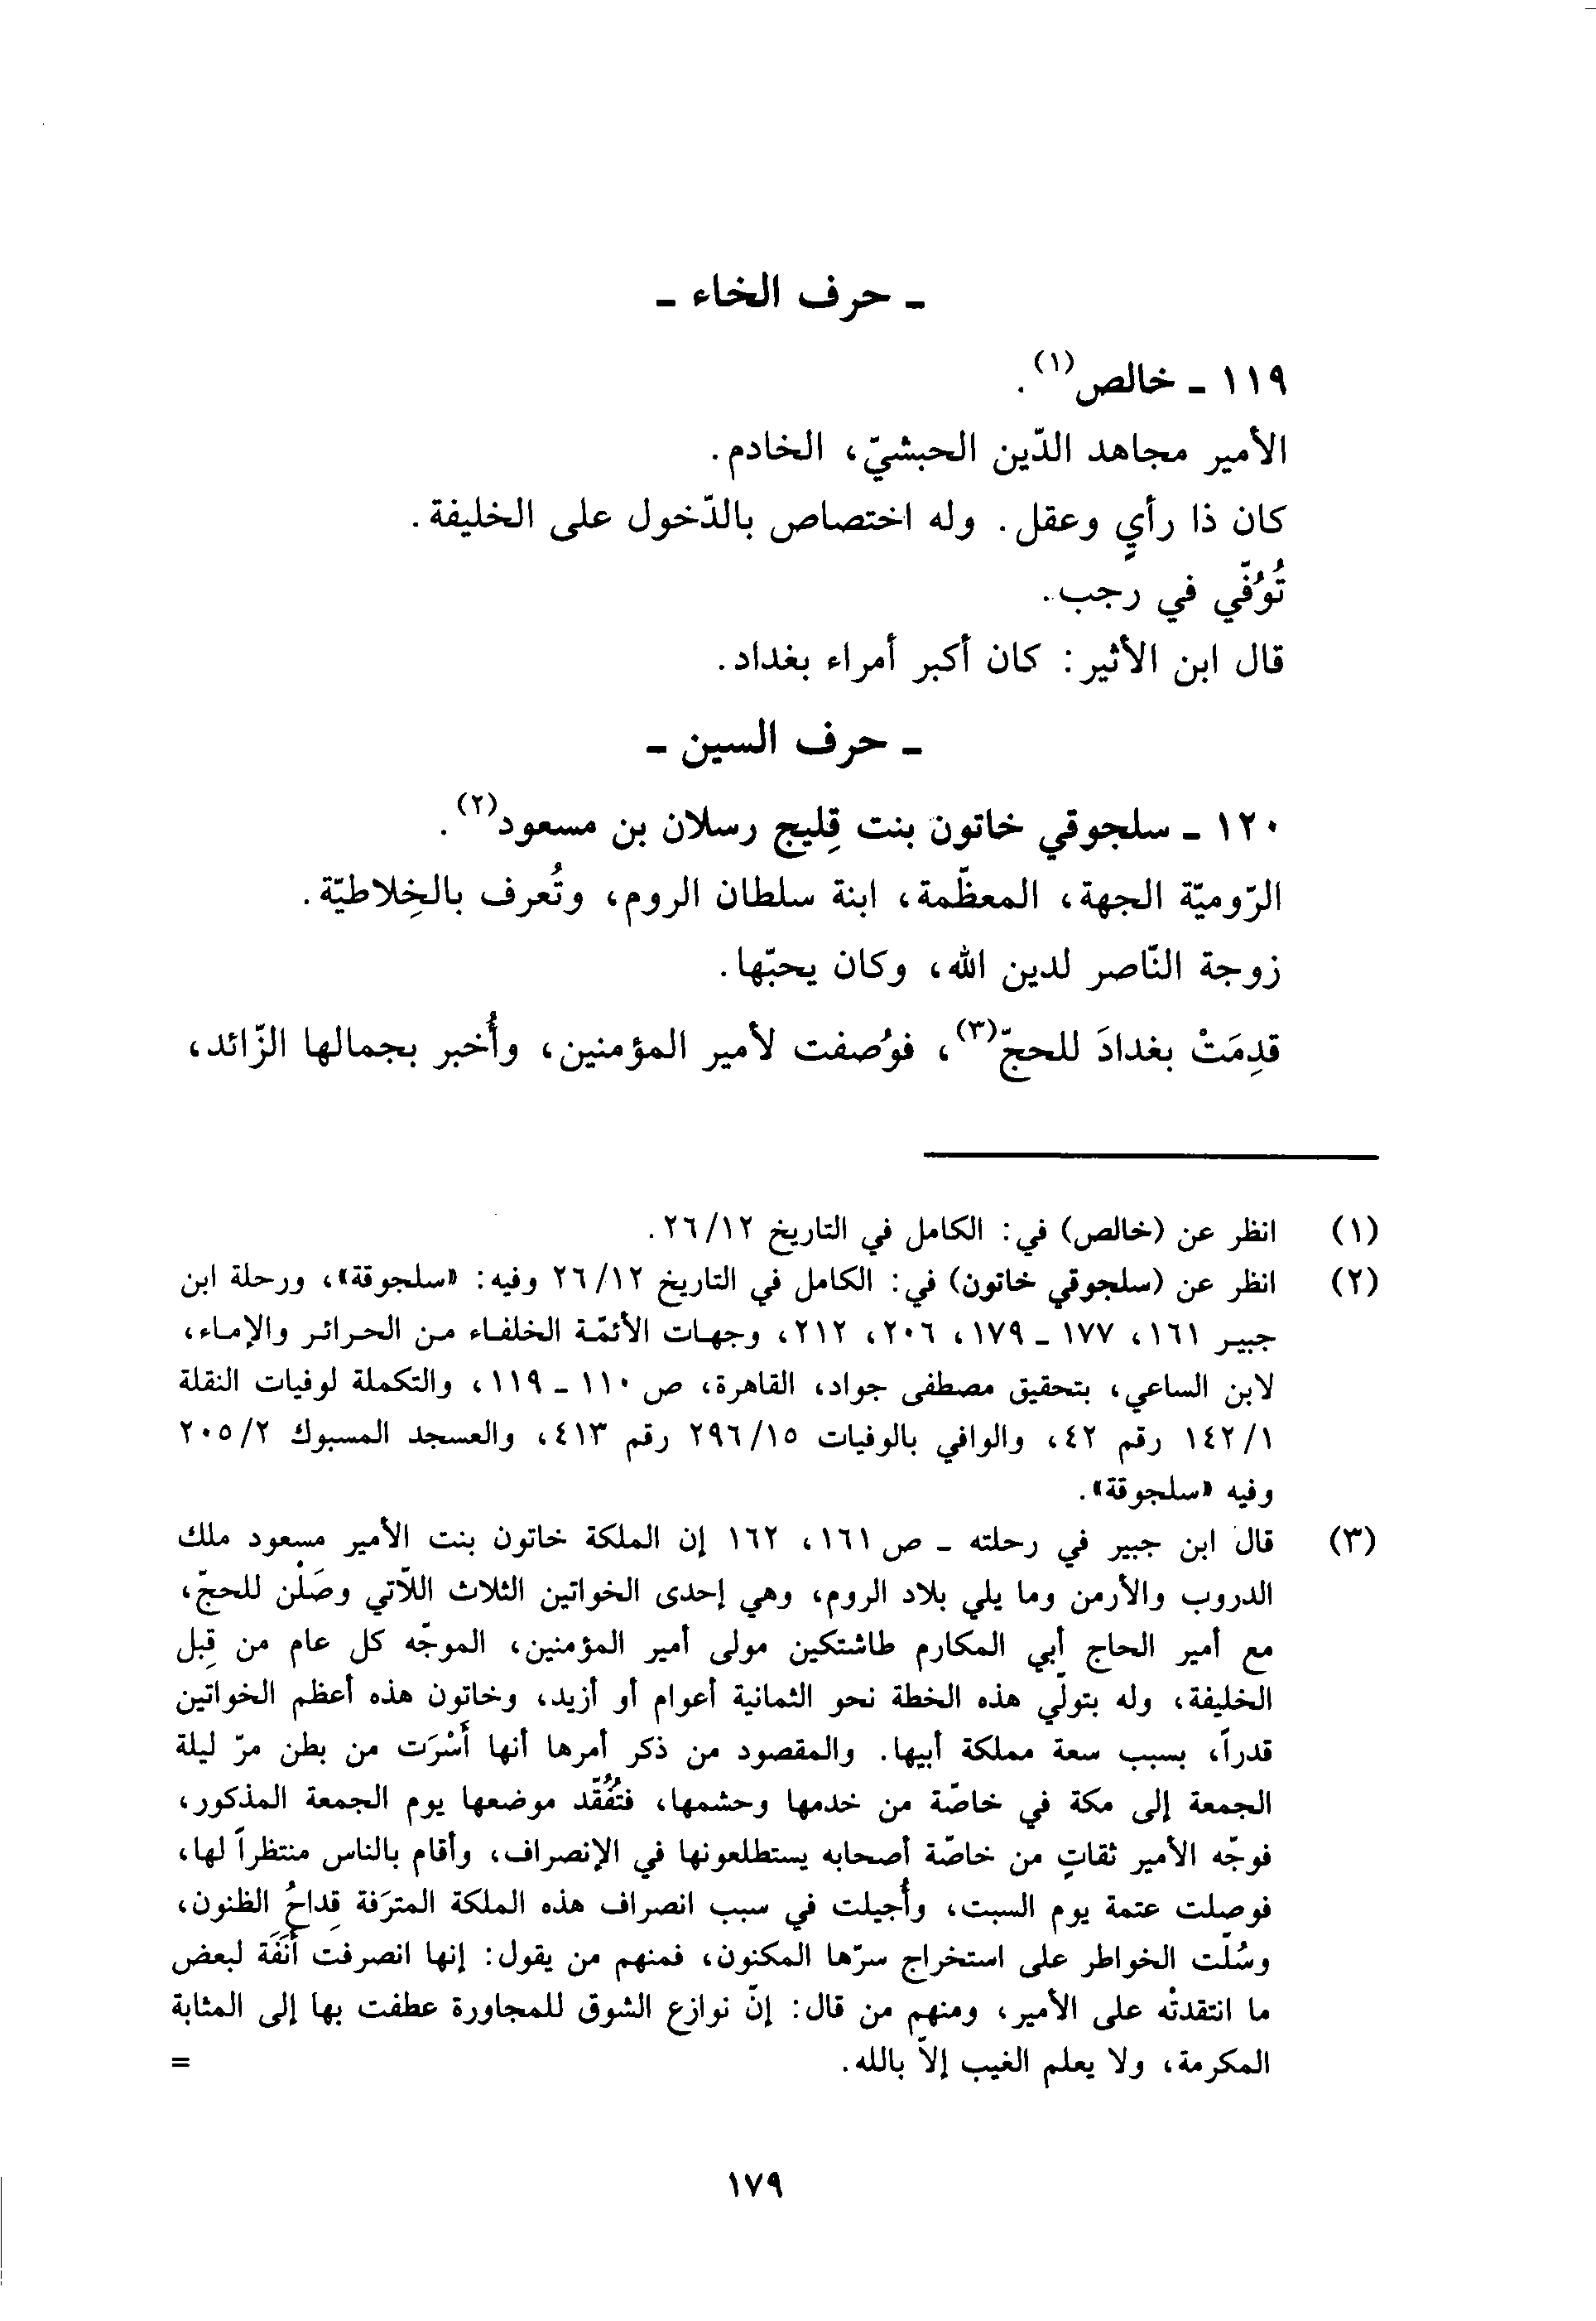 ـ حرف الخاء ـ
١١٩ ـ خالص(١).
الأمير مجاهد الدّين الحبشيّ، الخادم.
كان ذا رأيٍ وعقل. وله اختصاص بالدّخول على الخليفة.
تُوُفّي في رجب.
قال ابن الأثير: كان أكبر أمراء بغداد.
ـ حرف السين ـ
١٢٠ ـ سلجوقي خاتون بنت قِليج رسلان بن مسعود(٢).
الرّوميّة الجهة، المعظّمة، ابنة سلطان الروم، وتُعرف بالخِلاطيّة.
زوجة النّاصر لدين الله، وكان يحبّها.
قدِمَتْ بغدادَ للحجّ(٣)، فوُصفت لأمير المؤمنين، وأُخبر بجمالها الزّائد،
(١) انظر عن (خالص) في: الكامل في التاريخ ٢٦/١٢.
(٢) انظر عن (سلجوقي خاتون) في: الكامل في التاريخ ٢٦/١٢ وفيه: «سلجوقة»، ورحلة ابن
جبير ١٦١، ١٧٧ ـ ١٧٩، ٢٠٦، ٢١٢، وجهات الأئمّة الخلفاء من الحرائر والإماء،
لابن الساعي، بتحقيق مصطفى جواد، القاهرة، ص ١١٠ ـ ١١٩، والتكملة لوفيات النقلة
١٤٢/١ رقم ٤٢، والوافي بالوفيات ٢٩٦/١٥ رقم ٤١٣، والعسجد المسبوك ٢٠٥/٢
وفيه «سلجوقة».
(٣) قال ابن جبير في رحلته ـ ص ١٦١، ١٦٢ إن الملكة خاتون بنت الأمير مسعود ملك
الدروب والأرمن وما يلي بلاد الروم، وهي إحدى الخواتين الثلاث اللّاتي وصَلْن للحجّ،
مع أمير الحاج أبي المكارم طاشتكين مولى أمير المؤمنين، الموجّه كل عام من قِبل
الخليفة، وله بتولّي هذه الخطة نحو الثمانية أعوام أو أزيد، وخاتون هذه أعظم الخواتين
قدراً، بسبب سعة مملكة أبيها. والمقصود من ذكر أمرها أنها أَسْرَت من بطن مرّ ليلة
الجمعة إلى مكة في خاصّة من خدمها وحشمها، فتُفُقّد موضعها يوم الجمعة المذكور،
فوجّه الأمير ثقاتٍ من خاصّة أصحابه يستطلعونها في الإنصراف، وأقام بالناس منتظراً لها،
فوصلت عتمة يوم السبت، وأُجيلت في سبب انصراف هذه الملكة المترَفة قِداحُ الظنون،
وسُلّت الخواطر على استخراج سرّها المكنون، فمنهم من يقول: إنها انصرفت أَنَفَة لبعض
ما انتقدتْه على الأمير، ومنهم من قال: إنّ نوازع الشوق للمجاورة عطفت بها إلى المثابة
المكرمة، ولا يعلم الغيب إلاّ بالله. =
١٧٩